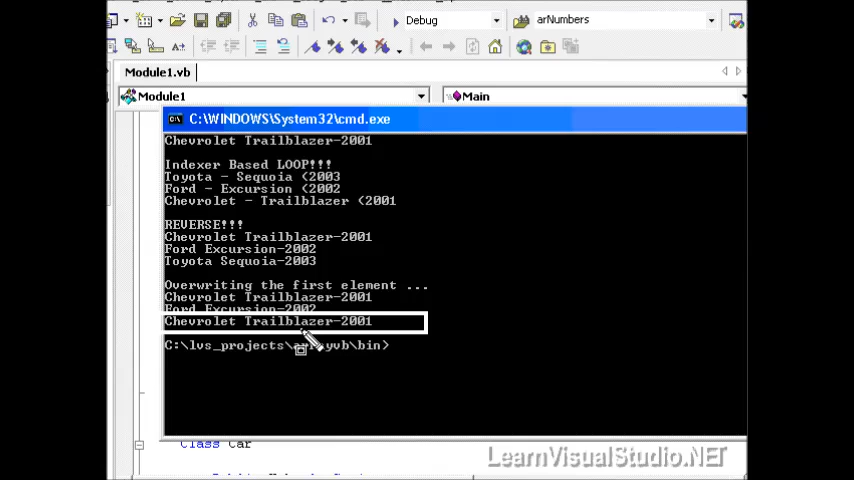 Debug
arNumbers
Module1.vb
Module1
Main
C:\WINDOWS\System32\cmd.exe
Chevrolet Trailblazer-2001
Indexer Based LOOP!!!
Toyota - Sequoia <2003
Ford - Excursion <2002
Chevrolet - Trailblazer <2001
REVERSE!!!
Chevrolet Trailblazer-2001
Ford Excursion-2002
Toyota Sequoia-2003
Overwriting the first element ...
Chevrolet Trailblazer-2001
Ford Excursion-2002
Chevrolet Trailblazer-2001
C:\lvs_projects\arrayvb\bin>
Class Car
LearnVisualStudio.NET